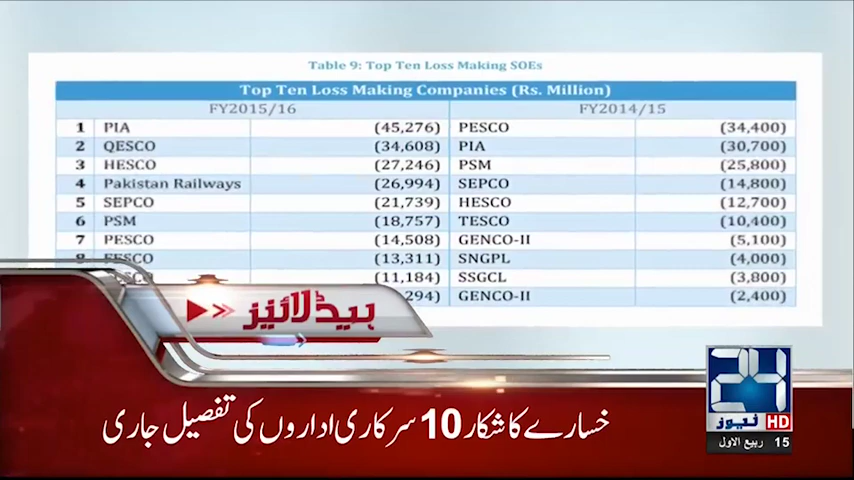 Table 9: Top Ten Loss Making SOEs
Top Ten Loss Making Companies (Rs. Million)
FY2015/16 FY2014/15
1 PIA (45,276) PESCO (34,400)
2 QESCO (34,608) PIA (30,700)
3 HESCO (27,246) PSM (25,800)
4 Pakistan Railways (26,994) SEPCO (14,800)
5 SEPCO (21,739) HESCO (12,700)
6 PSM (18,757) TESCO (10,400)
7 PESCO (14,508) GENCO-II (5,100)
8 (13,311) SNGPL (4,000)
(11,184) SSGCL (3,800)
294) GENCO-II (2,400)
ہیڈلائنز
خسارے کا شکار 10 سرکاری اداروں کی تفصیل جاری
24
نیوز HD
15 ربیع الاول